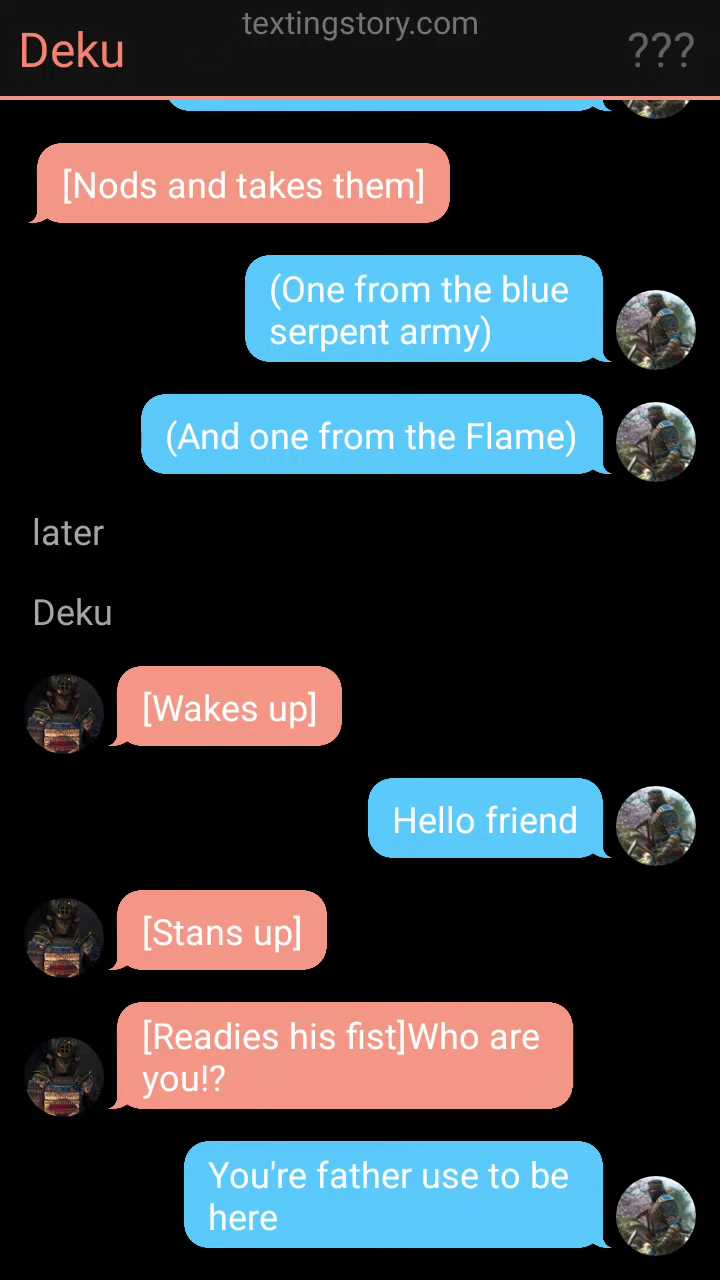 textingstory.com
Deku
???
[Nods and takes them]
(One from the blue
serpent army)
(And one from the Flame)
later
Deku
[Wakes up]
Hello friend
[Stans up]
[Readies his fist]Who are
you!?
You're father use to be
here